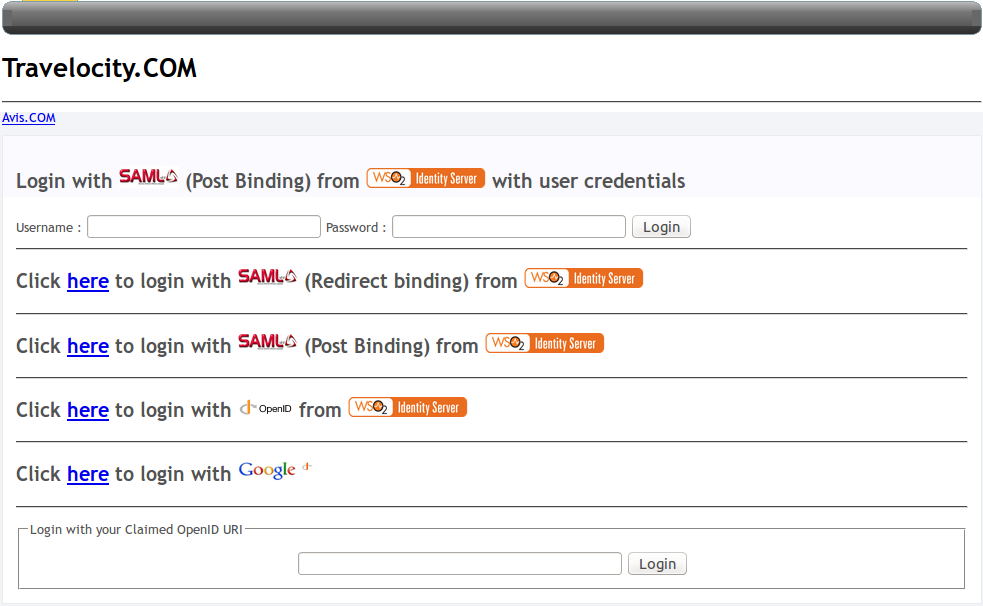 Travelocity.COM
Avis.COM
Login with SAML (Post Binding) from WSO2 Identity Server with user credentials
Username : Password : Login
Click here to login with SAML (Redirect binding) from WSO2 Identity Server
Click here to login with SAML (Post Binding) from WSO2 Identity Server
Click here to login with OpenID from WSO2 Identity Server
Click here to login with Google
Login with your Claimed OpenID URI
Login